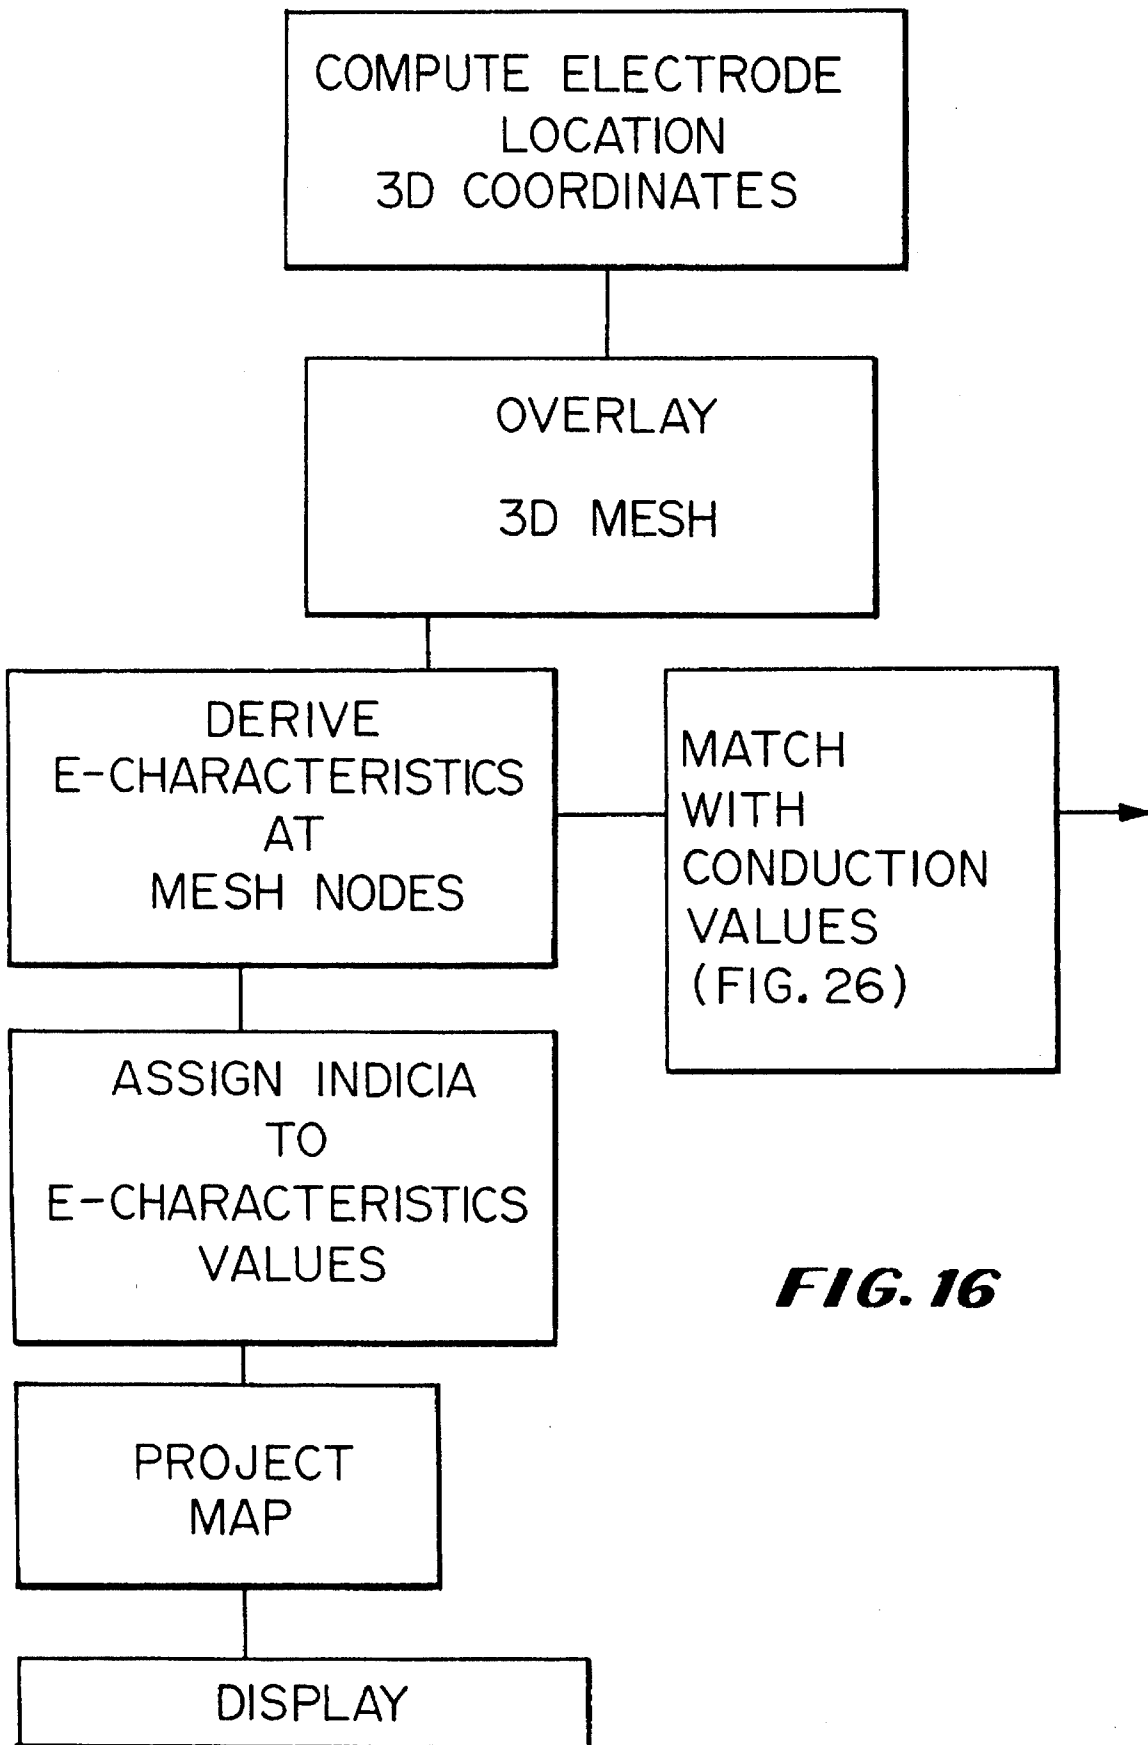 COMPUTE ELECTRODE
LOCATION
3D COORDINATES
OVERLAY
3D MESH
DERIVE
E-CHARACTERISTICS
AT
MESH NODES
MATCH
WITH
CONDUCTION
VALUES
(FIG. 26)
ASSIGN INDICIA
TO
E-CHARACTERISTICS
VALUES
FIG. 16
PROJECT
MAP
DISPLAY